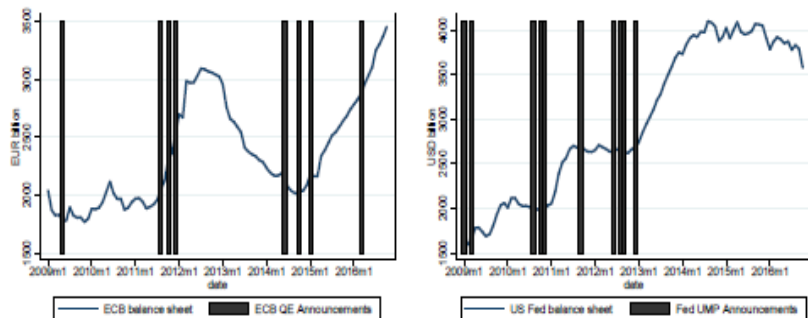 3500
3000
2500
2000
1500
EUR billion
2009m1 2010m1 2011m1 2012m1 2013m1 2014m1 2015m1 2016m1
date
ECB balance sheet ECB QE Announcements
4000
3500
3000
2500
2000
1500
USD billion
2009m1 2010m1 2011m1 2012m1 2013m1 2014m1 2015m1 2016m1
date
US Fed balance sheet Fed UMP Announcements